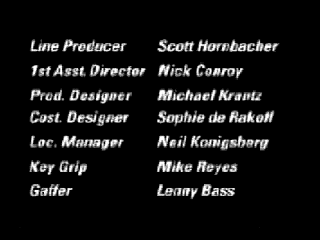 Line Producer Scott Hornbacher
1st Asst. Director Nick Conroy
Prod. Designer Michael Krantz
Cost. Designer Sophie de Rakoff
Loc. Manager Neil Konigsberg
Key Grip Mike Reyes
Gaffer Lenny Bass